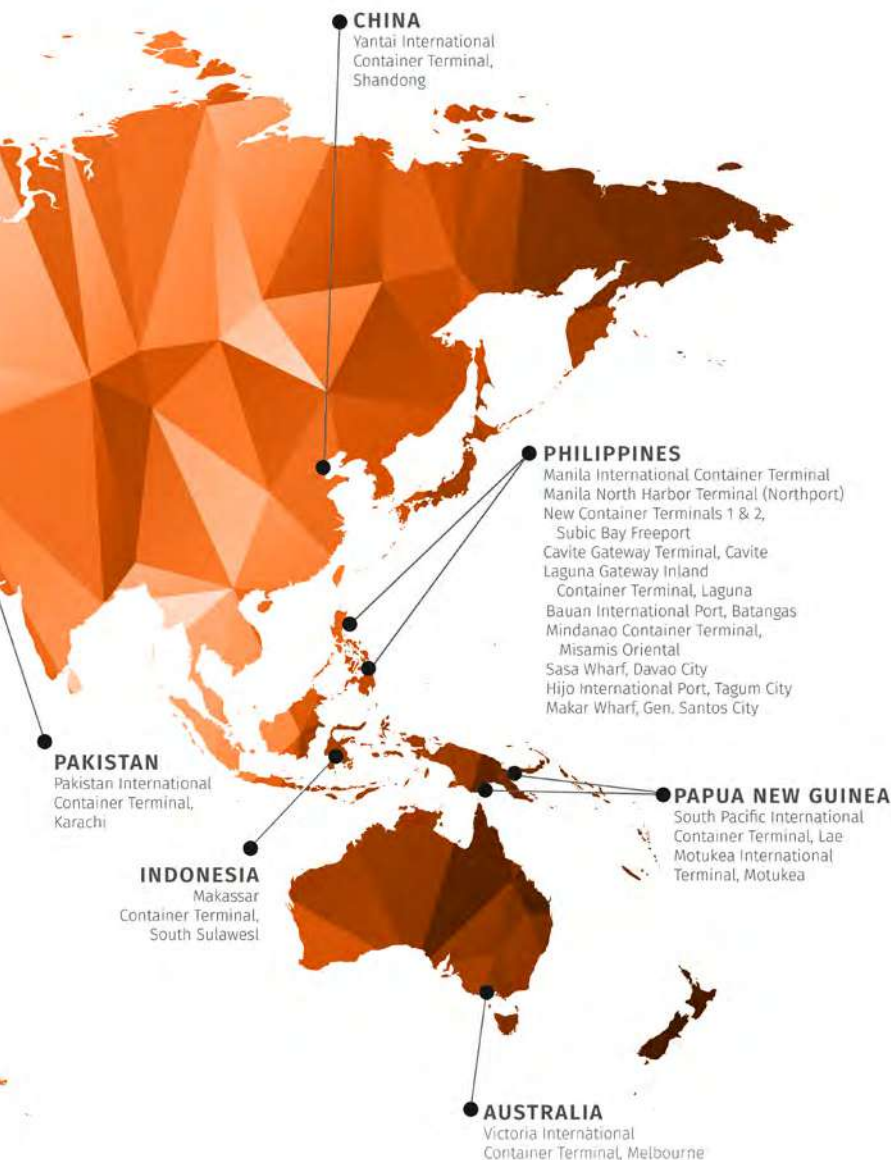 CHINA
Yantai International
Container Terminal,
Shandong
PHILIPPINES
Manila International Container Terminal
Manila North Harbor Terminal (Northport)
New Container Terminals 1 & 2,
Subic Bay Freeport
Cavite Gateway Terminal, Cavite
Laguna Gateway Inland
Container Terminal, Laguna
Bauan International Port, Batangas
Mindanao Container Terminal,
Misamis Oriental
Sasa Wharf, Davao City
Hijo International Port, Tagum City
Makar Wharf, Gen. Santos City
PAKISTAN
Pakistan International
Container Terminal,
Karachi
PAPUA NEW GUINEA
South Pacific International
Container Terminal, Lae
Motukea International
Terminal, Motukea
INDONESIA
Makassar
Container Terminal,
South Sulawesi
AUSTRALIA
Victoria International
Container Terminal, Melbourne